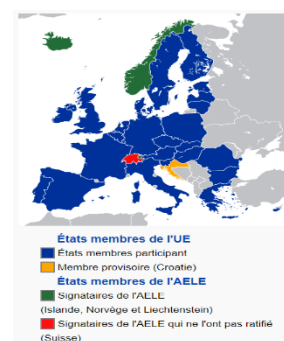 États membres de l'UE
États membres participant
Membre provisoire (Croatie)
États membres de l'AELE
Signataires de l'AELE
(Islande, Norvège et Liechtenstein)
Signataires de l'AELE qui ne l'ont pas ratifié
(Suisse)